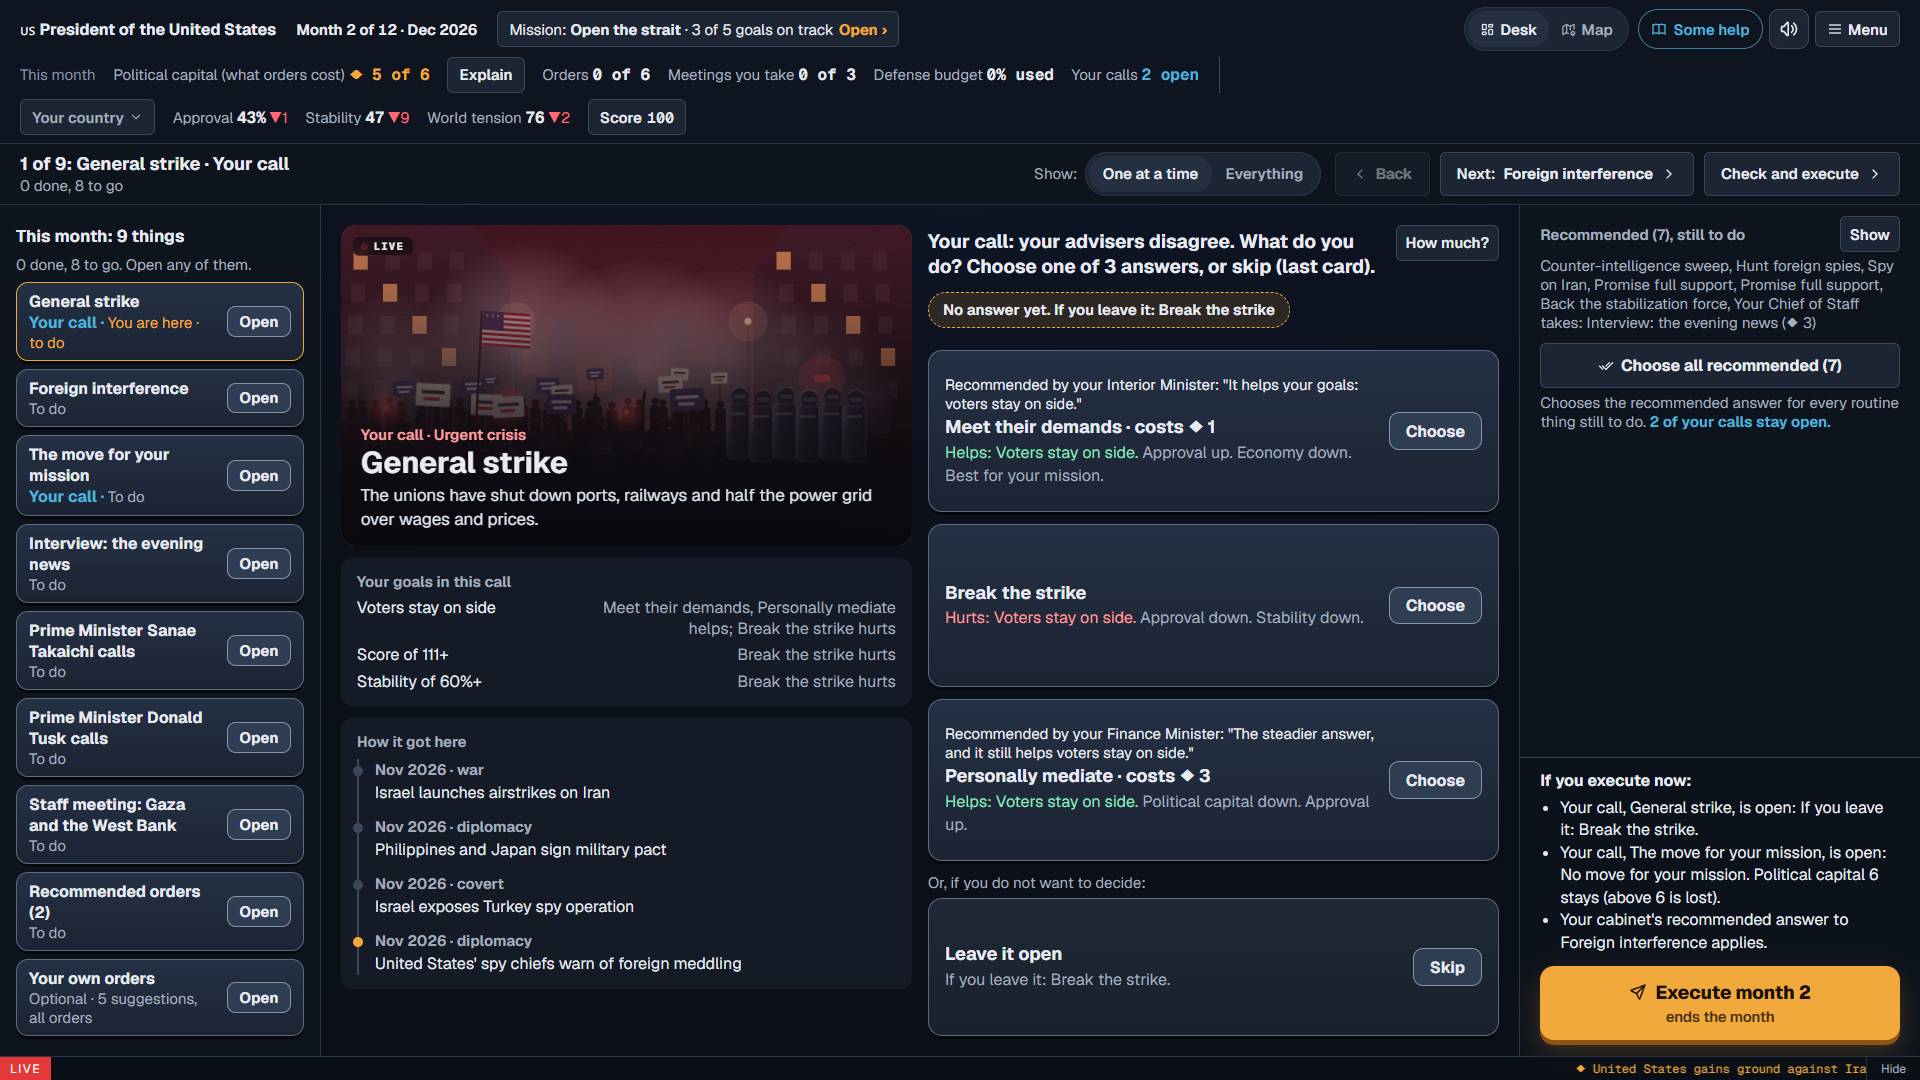 US President of the United States
Month 2 of 12 · Dec 2026
Mission: Open the strait · 3 of 5 goals on track Open ›
Desk
Map
Some help
Menu
This month
Political capital (what orders cost) ◆ 5 of 6
Explain
Orders 0 of 6
Meetings you take 0 of 3
Defense budget 0% used
Your calls 2 open
Your country
Approval 43% ▼1
Stability 47 ▼9
World tension 76 ▼2
Score 100
1 of 9: General strike · Your call
0 done, 8 to go
Show:
One at a time
Everything
Back
Next: Foreign interference
Check and execute
This month: 9 things
0 done, 8 to go. Open any of them.
General strike
Your call · You are here ·
to do
Open
Foreign interference
To do
Open
The move for your
mission
Your call · To do
Open
Interview: the evening
news
To do
Open
Prime Minister Sanae
Takaichi calls
To do
Open
Prime Minister Donald
Tusk calls
To do
Open
Staff meeting: Gaza
and the West Bank
To do
Open
Recommended orders
(2)
To do
Open
Your own orders
Optional · 5 suggestions,
all orders
Open
LIVE
Your call · Urgent crisis
General strike
The unions have shut down ports, railways and half the power grid
over wages and prices.
Your goals in this call
Voters stay on side
Meet their demands, Personally mediate
helps; Break the strike hurts
Score of 111+
Break the strike hurts
Stability of 60%+
Break the strike hurts
How it got here
Nov 2026 · war
Israel launches airstrikes on Iran
Nov 2026 · diplomacy
Philippines and Japan sign military pact
Nov 2026 · covert
Israel exposes Turkey spy operation
Nov 2026 · diplomacy
United States' spy chiefs warn of foreign meddling
Your call: your advisers disagree. What do you
do? Choose one of 3 answers, or skip (last card).
How much?
No answer yet. If you leave it: Break the strike
Recommended by your Interior Minister: "It helps your goals:
voters stay on side."
Meet their demands · costs ◆ 1
Helps: Voters stay on side. Approval up. Economy down.
Best for your mission.
Choose
Break the strike
Hurts: Voters stay on side. Approval down. Stability down.
Choose
Recommended by your Finance Minister: "The steadier answer,
and it still helps voters stay on side."
Personally mediate · costs ◆ 3
Helps: Voters stay on side. Political capital down. Approval
up.
Choose
Or, if you do not want to decide:
Leave it open
If you leave it: Break the strike.
Skip
Recommended (7), still to do
Show
Counter-intelligence sweep, Hunt foreign spies, Spy
on Iran, Promise full support, Promise full support,
Back the stabilization force, Your Chief of Staff
takes: Interview: the evening news (◆ 3)
Choose all recommended (7)
Chooses the recommended answer for every routine
thing still to do. 2 of your calls stay open.
If you execute now:
• Your call, General strike, is open: If you leave
it: Break the strike.
• Your call, The move for your mission, is open:
No move for your mission. Political capital 6
stays (above 6 is lost).
• Your cabinet's recommended answer to
Foreign interference applies.
Execute month 2
ends the month
LIVE
◆ United States gains ground against Ira
Hide